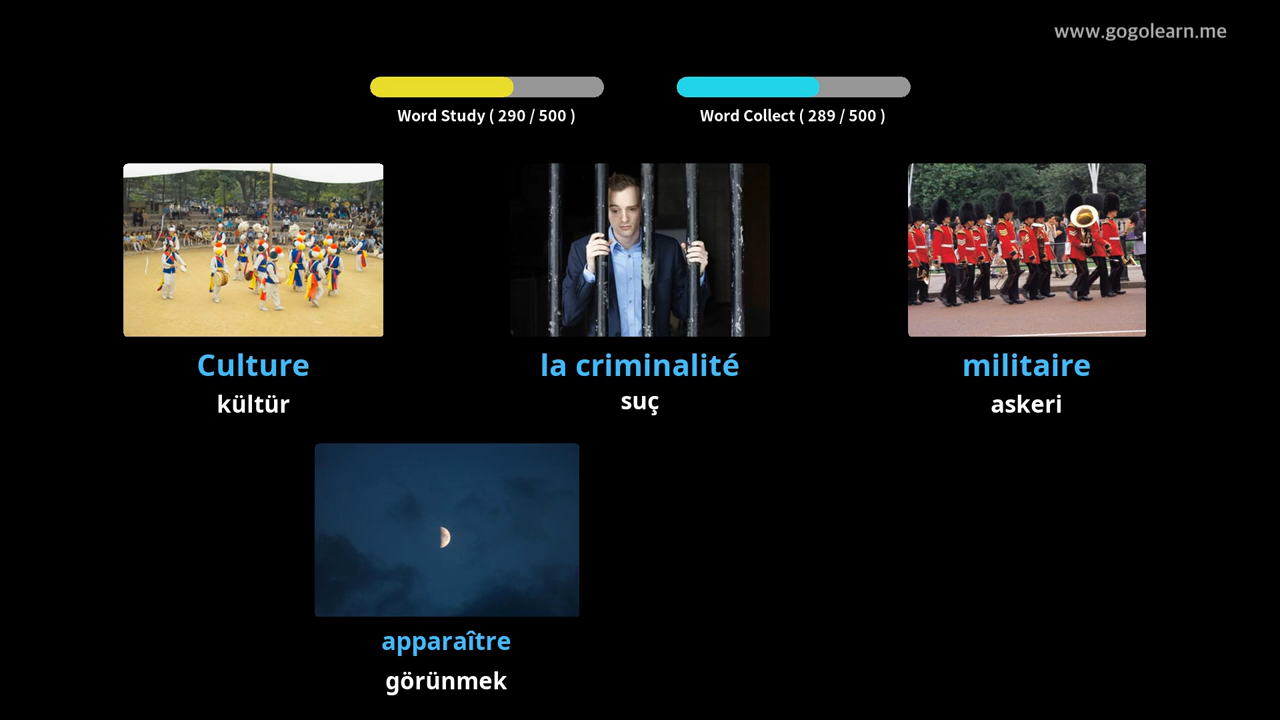 www.gogolearn.me
Word Study ( 290 / 500 )
Word Collect ( 289 / 500 )
Culture
kültür
la criminalité
suç
militaire
askeri
apparaître
görünmek